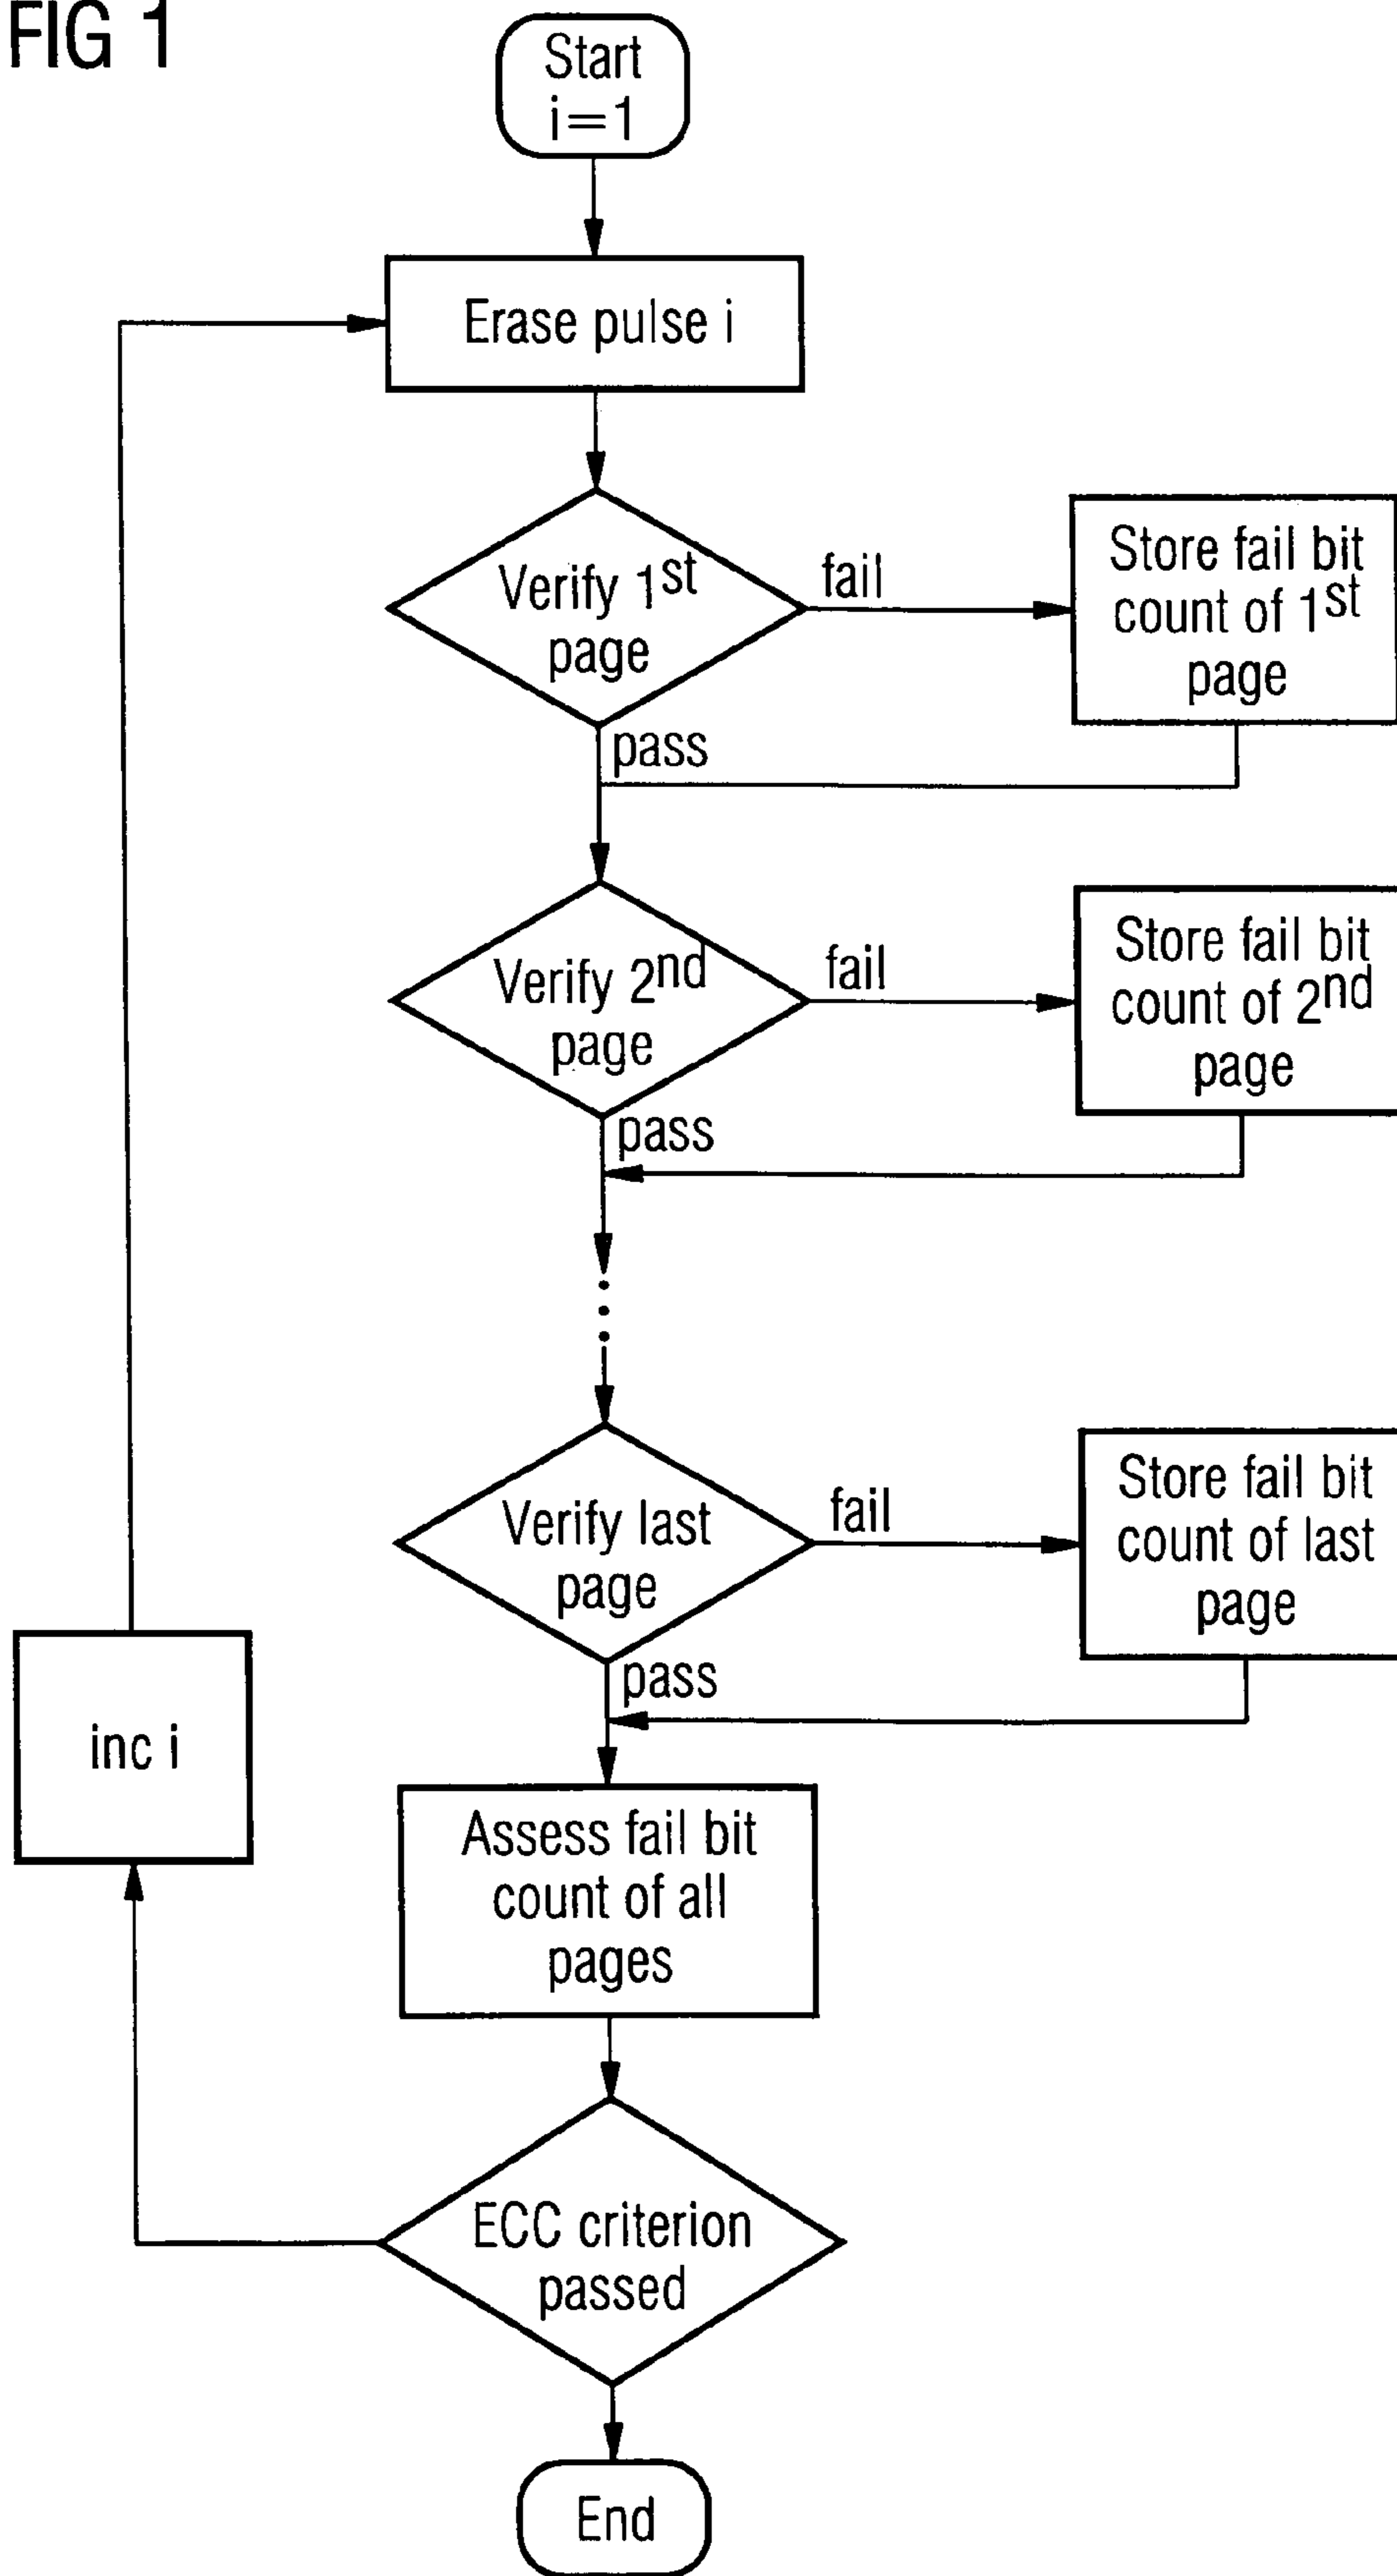 FIG 1
Start
i=1
Erase pulse i
Verify 1st
page
fail
Store fail bit
count of 1st
page
pass
Verify 2nd
page
fail
Store fail bit
count of 2nd
page
pass
Verify last
page
fail
Store fail bit
count of last
page
pass
inc i
Assess fail bit
count of all
pages
ECC criterion
passed
End